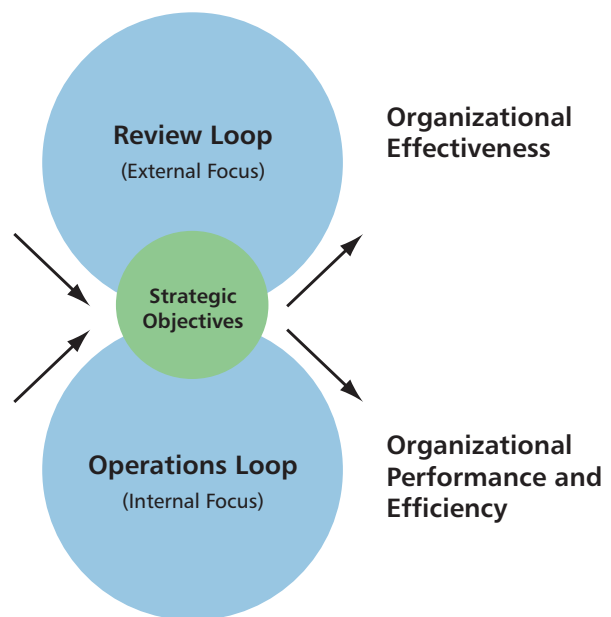 Review Loop
(External Focus)
Organizational
Effectiveness
Strategic
Objectives
Operations Loop
(Internal Focus)
Organizational
Performance and
Efficiency